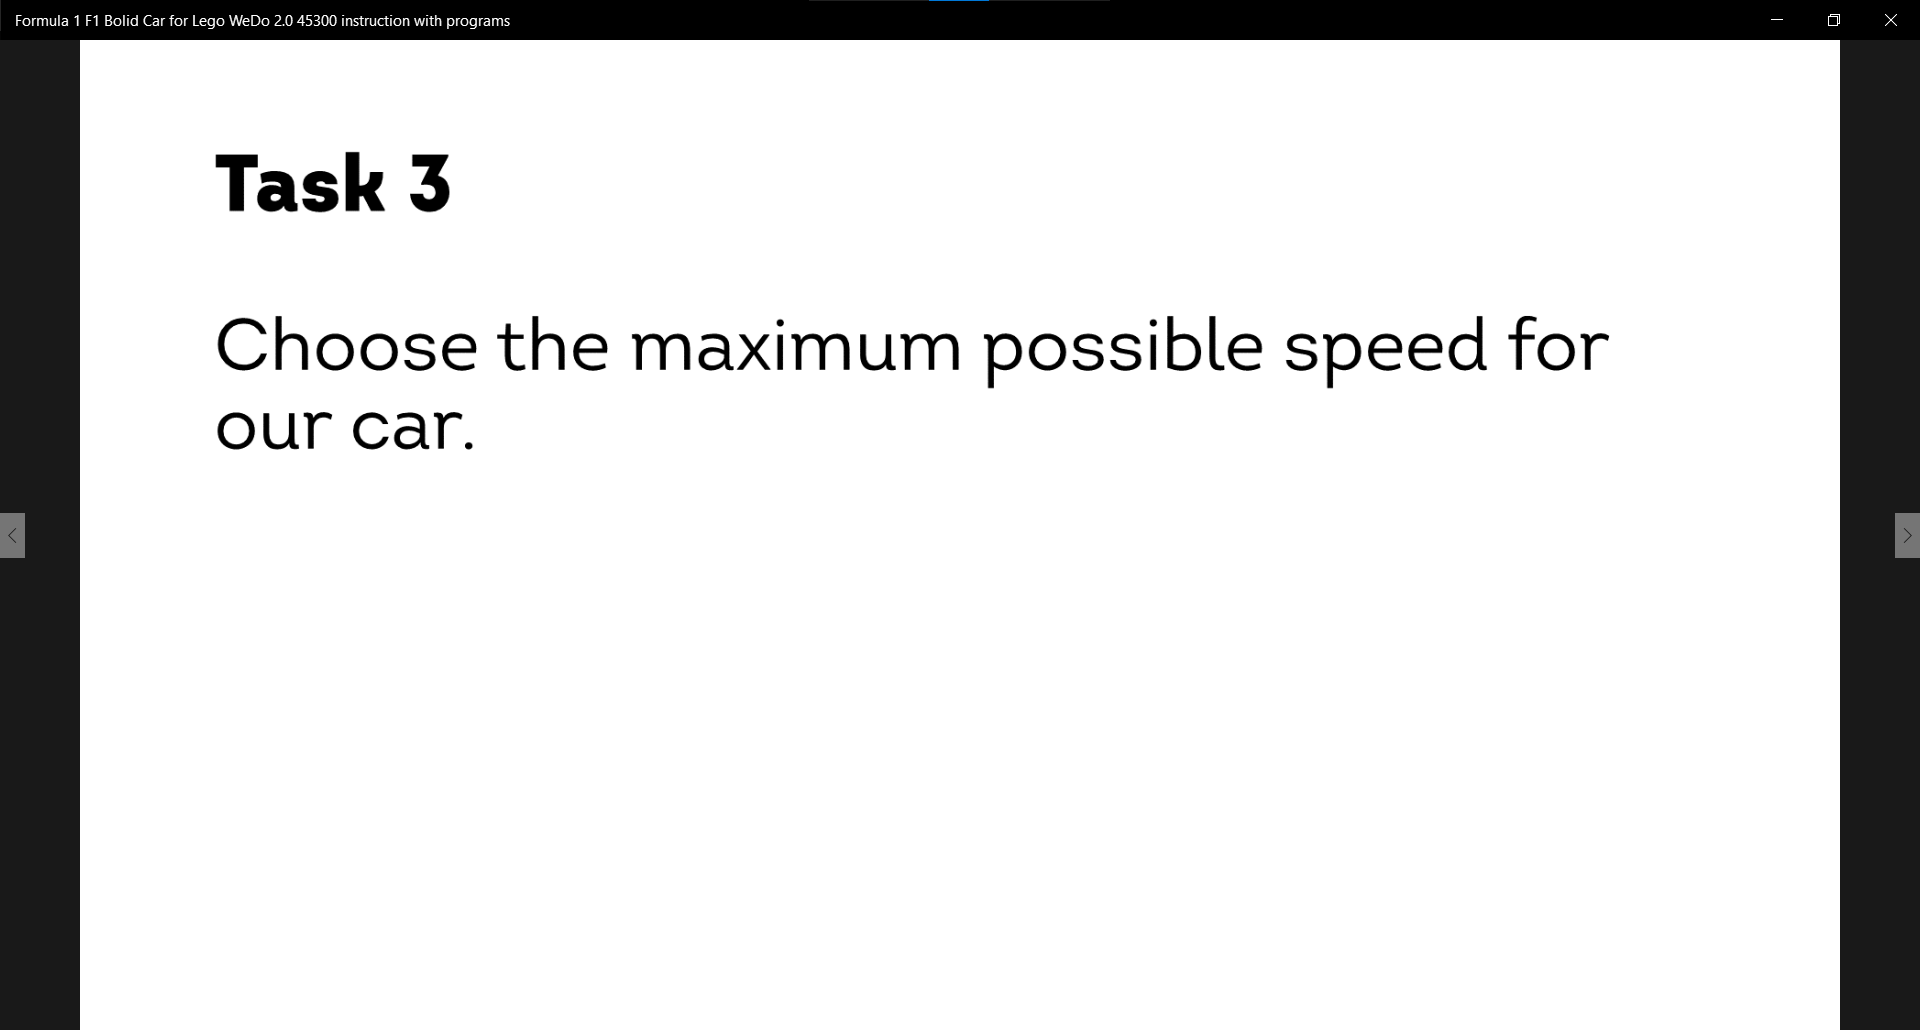 Formula 1 F1 Bolid Car for Lego WeDo 2.0 45300 instruction with programs
Task 3
Choose the maximum possible speed for
our car.